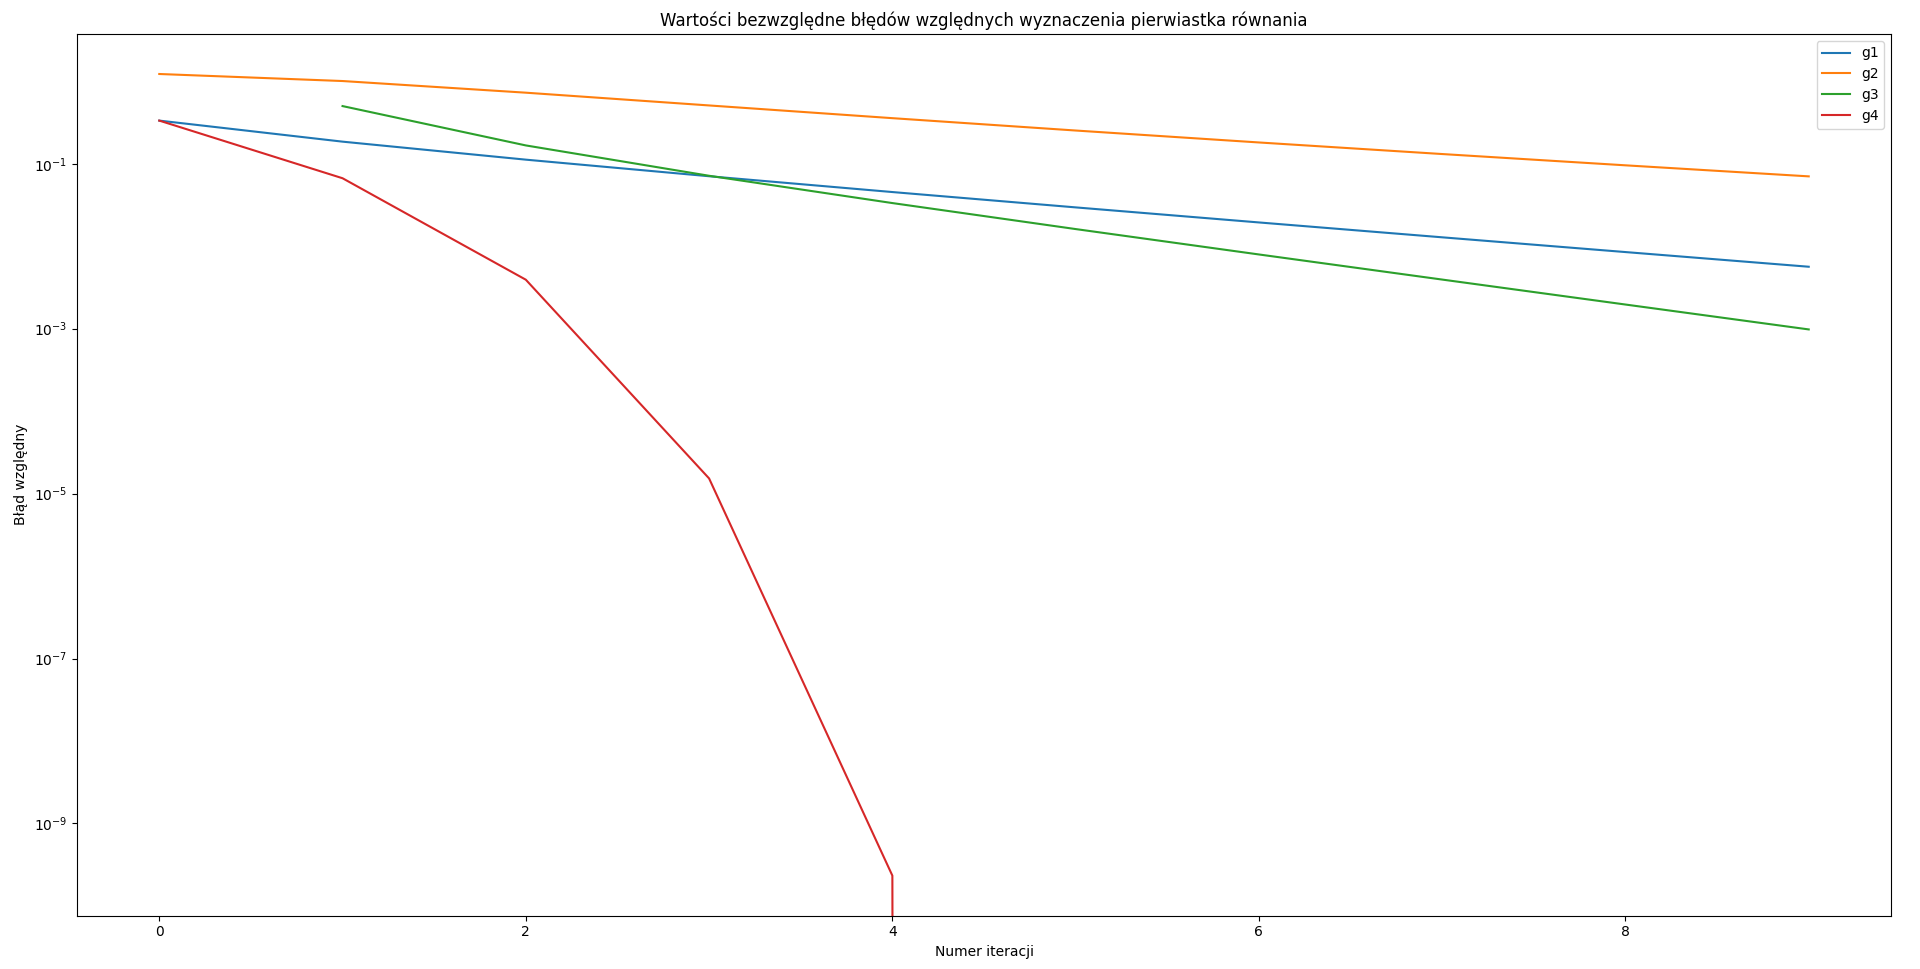 Wartości bezwzględne błędów względnych wyznaczenia pierwiastka równania
g1
g2
g3
g4
Błąd względny
10⁻¹
10⁻³
10⁻⁵
10⁻⁷
10⁻⁹
0 2 4 6 8
Numer iteracji